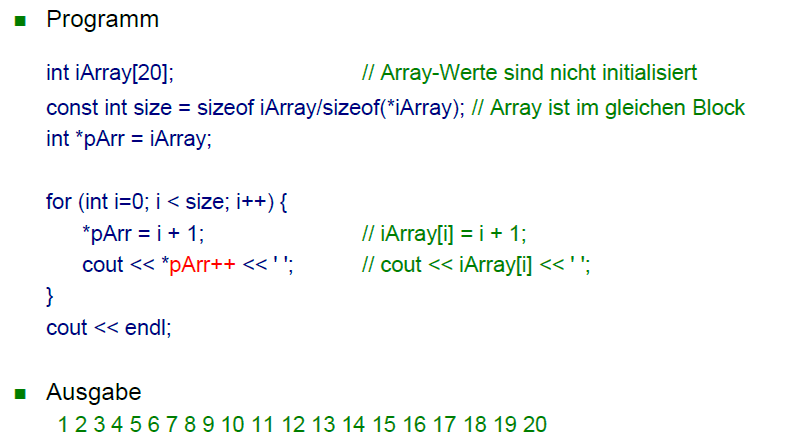 ■ Programm
int iArray[20]; // Array-Werte sind nicht initialisiert
const int size = sizeof iArray/sizeof(*iArray); // Array ist im gleichen Block
int *pArr = iArray;
for (int i=0; i < size; i++) {
*pArr = i + 1; // iArray[i] = i + 1;
cout << *pArr++ << ' '; // cout << iArray[i] << ' ';
}
cout << endl;
■ Ausgabe
1 2 3 4 5 6 7 8 9 10 11 12 13 14 15 16 17 18 19 20